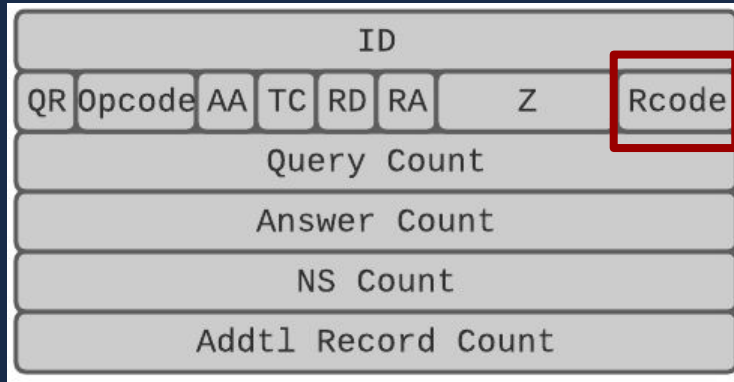 ID
QR Opcode AA TC RD RA Z Rcode
Query Count
Answer Count
NS Count
Addtl Record Count